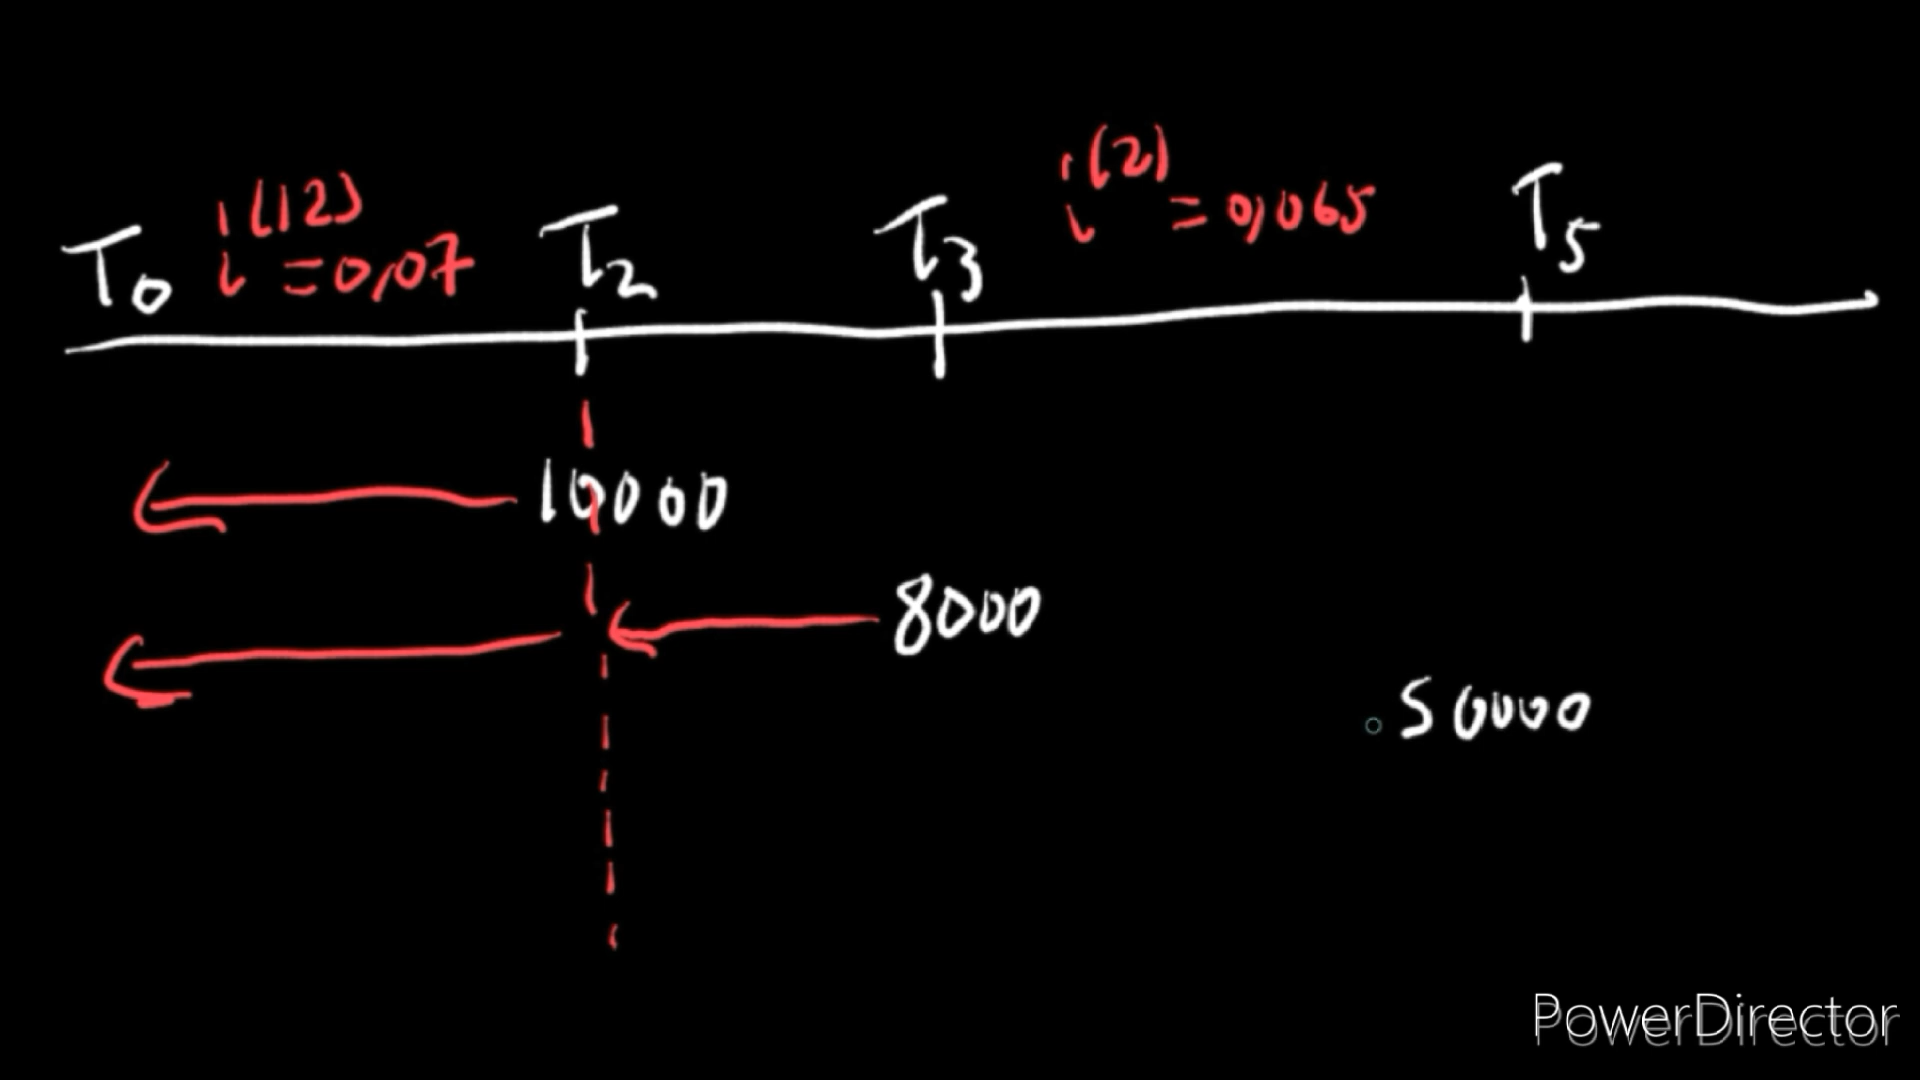 i(12)
T0 i =0,07 T2 T3 i(2) = 0,065 T5
10000
8000
50000
PowerDirector